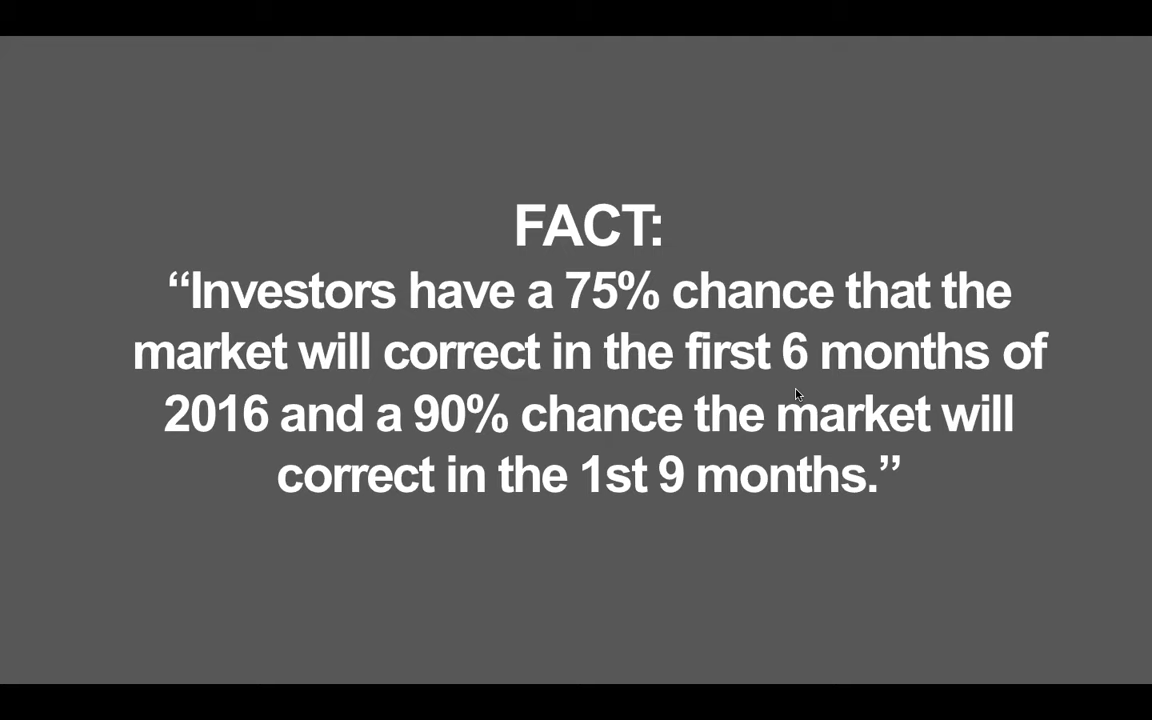 FACT:
“Investors have a 75% chance that the
market will correct in the first 6 months of
2016 and a 90% chance the market will
correct in the 1st 9 months.”